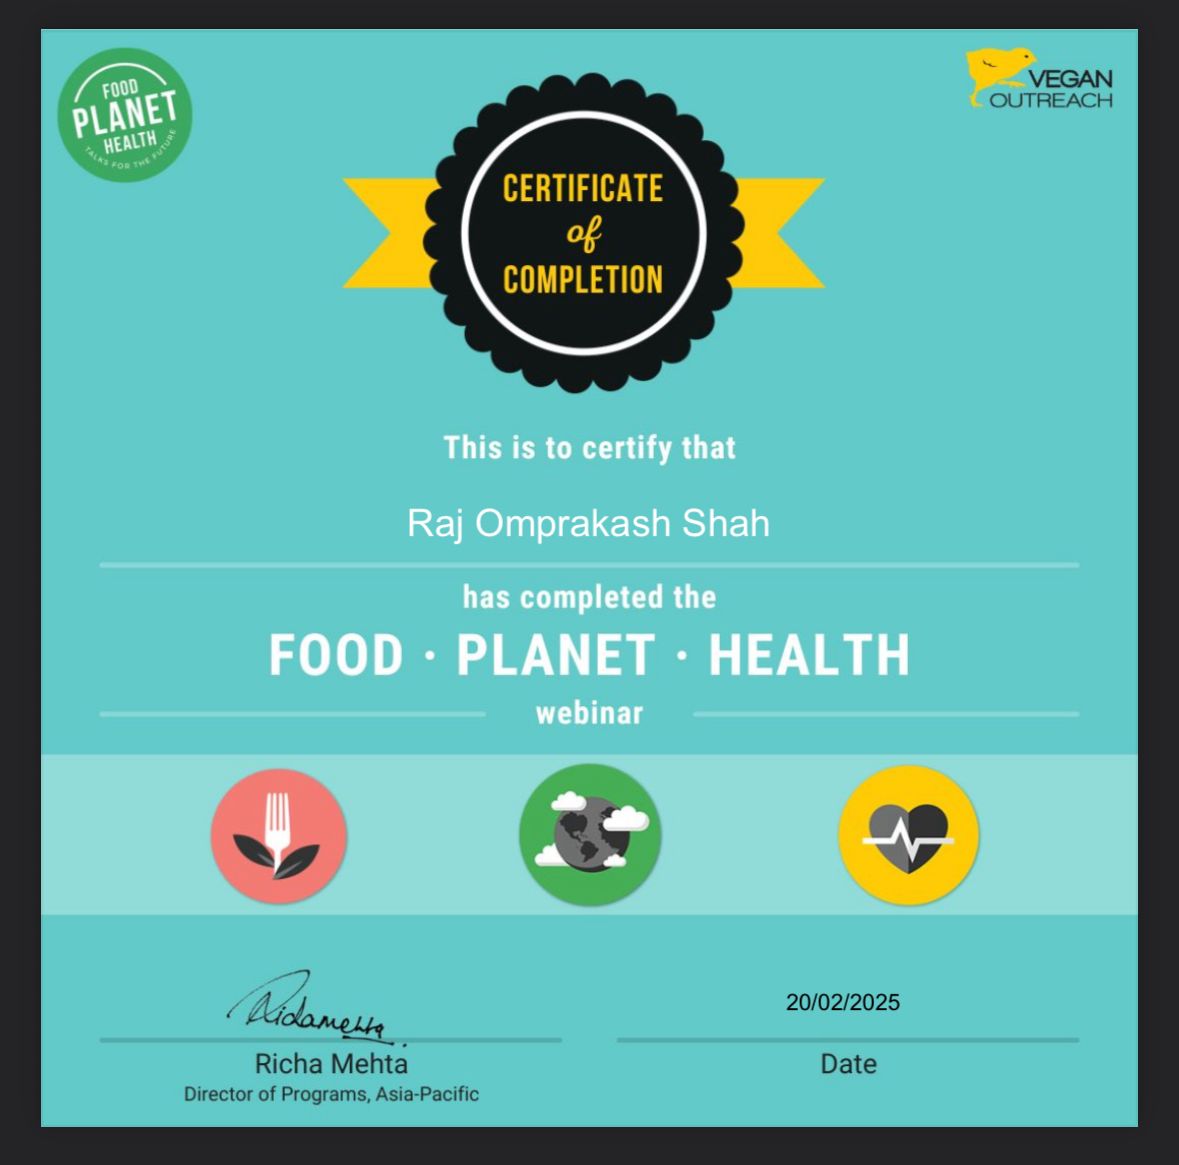 FOOD
PLANET
HEALTH
TALKS FOR THE FUTURE
VEGAN
OUTREACH
CERTIFICATE
of
COMPLETION
This is to certify that
Raj Omprakash Shah
has completed the
FOOD · PLANET · HEALTH
webinar
20/02/2025
Richa Mehta
Date
Director of Programs, Asia-Pacific